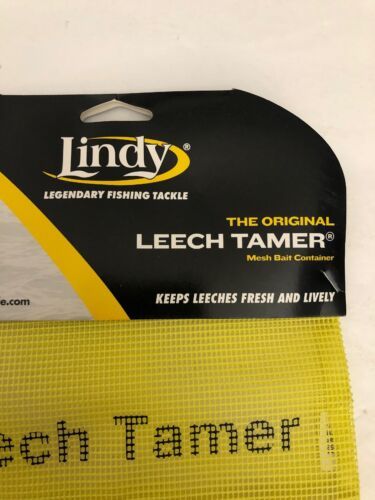 Lindy®
LEGENDARY FISHING TACKLE
THE ORIGINAL
LEECH TAMER®
Mesh Bait Container
e.com
KEEPS LEECHES FRESH AND LIVELY
ech Tamer